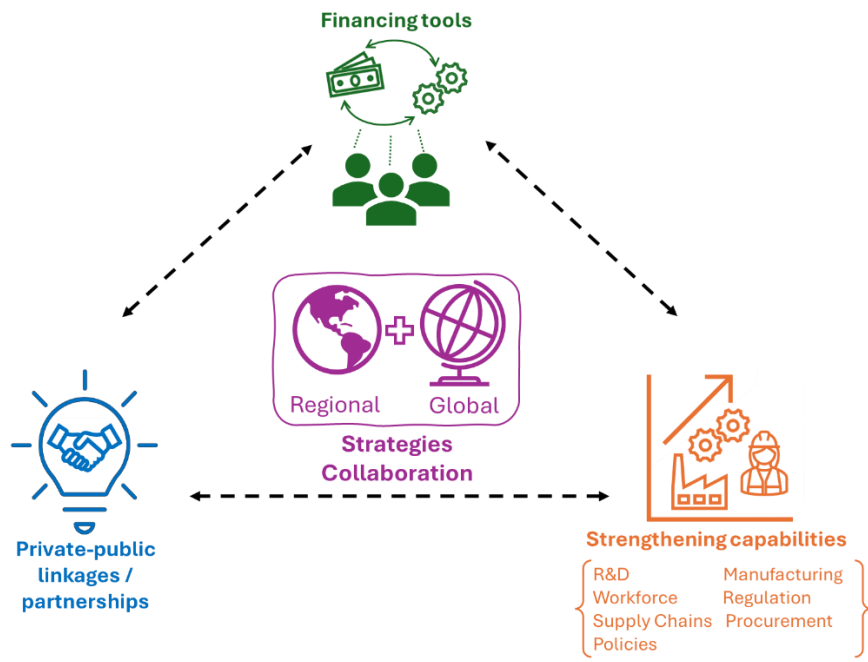 Financing tools
Regional
Global
Strategies
Collaboration
Private-public
linkages /
partnerships
Strengthening capabilities
R&D
Manufacturing
Workforce
Regulation
Supply Chains
Procurement
Policies